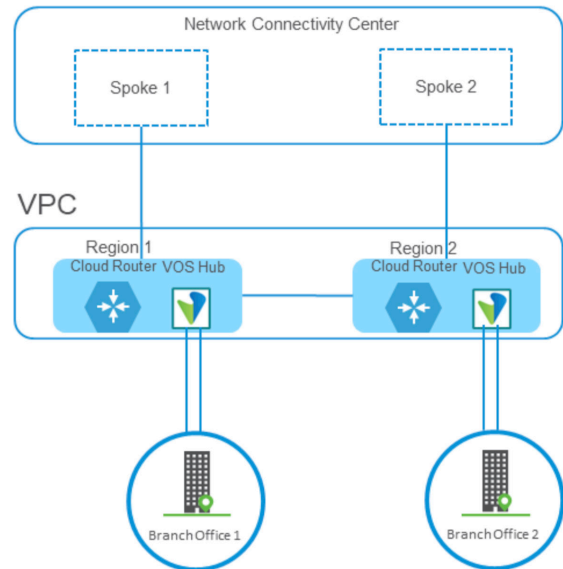 Network Connectivity Center
Spoke 1
Spoke 2
VPC
Region 1
Region 2
Cloud Router VOS Hub
Cloud Router VOS Hub
Branch Office 1
Branch Office 2